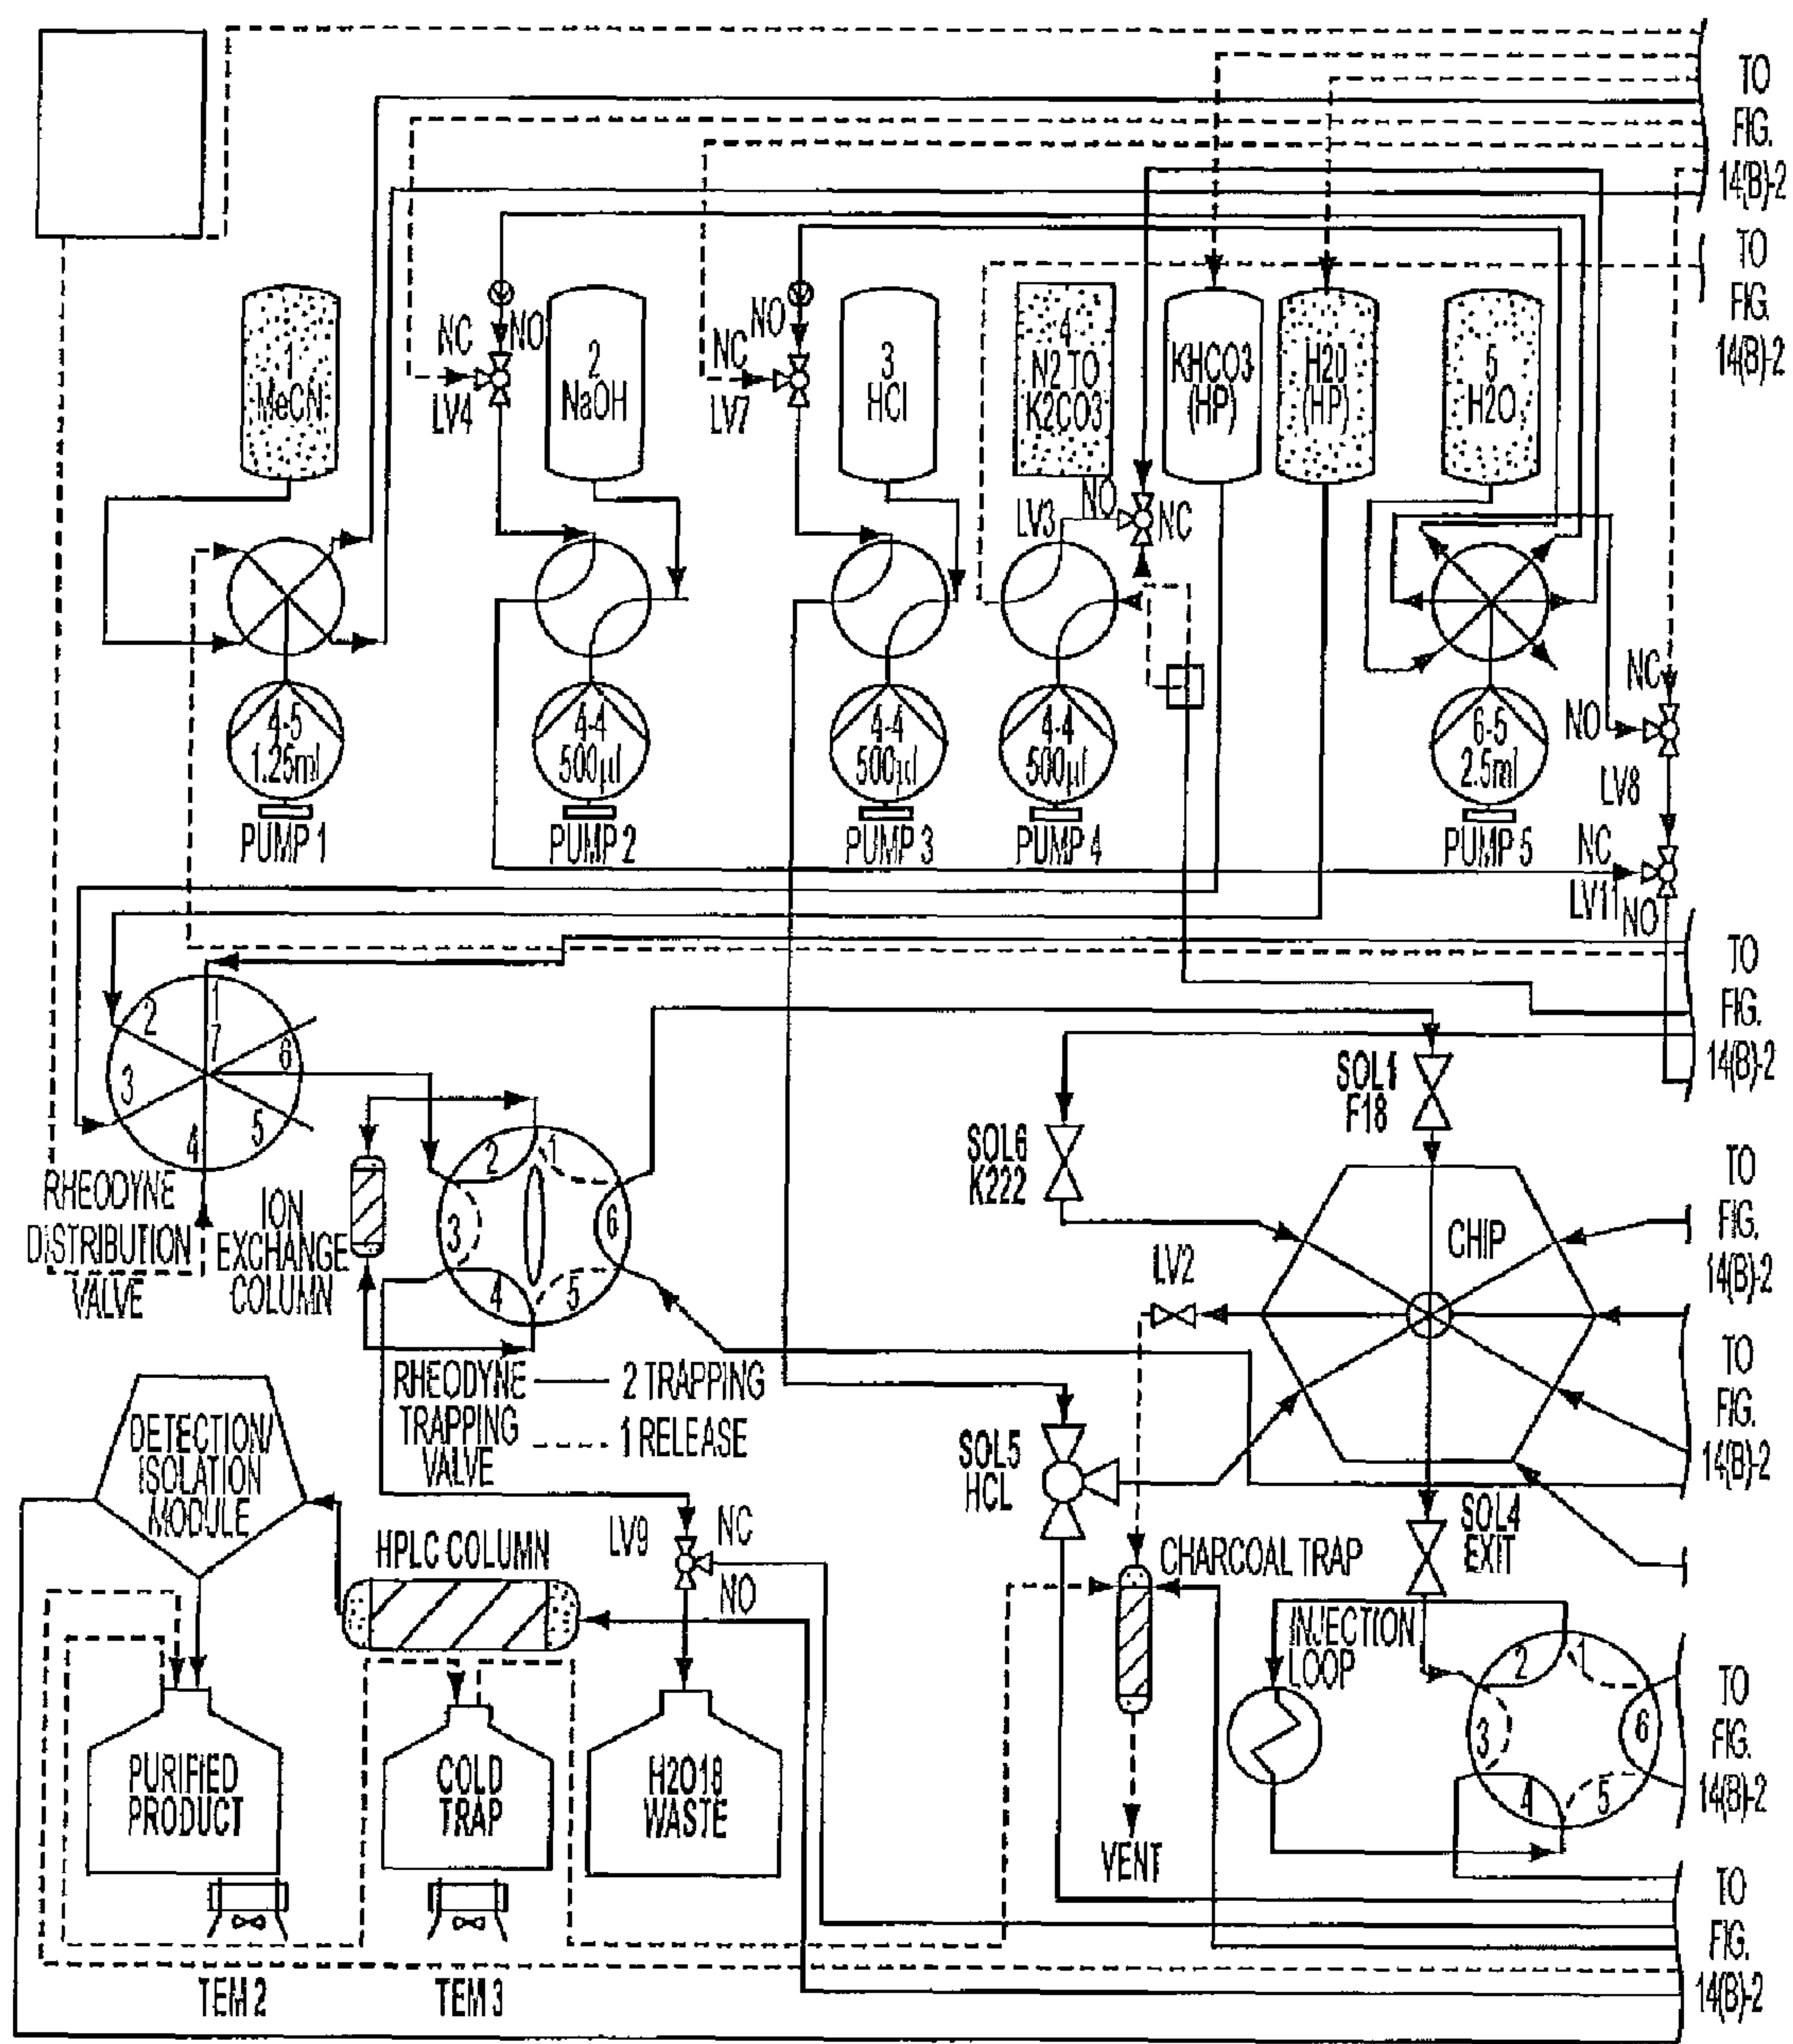 TO
FIG.
14(B)-2
TO
FIG.
14(B)-2
1
MeCN
NC
NO
LV4
2
NaOH
NC
NO
LV7
3
HCl
4
N2 TO
K2CO3
KHCO3
(HP)
H20
(HP)
5
H2O
LV3
NO
NC
4-5
1.25ml
PUMP 1
4-4
500µl
PUMP 2
4-4
500µl
PUMP 3
4-4
500µl
PUMP 4
6-5
2.5ml
PUMP 5
NC
NO
LV8
NC
LV11
NO
TO
FIG.
14(B)-2
1
2
3
4
5
6
7
RHEODYNE
DISTRIBUTION
VALVE
ION
EXCHANGE
COLUMN
1
2
3
4
5
6
RHEODYNE
TRAPPING
VALVE
2 TRAPPING
1 RELEASE
SOL1
F18
SOL6
K222
LV2
CHIP
TO
FIG.
14(B)-2
TO
FIG.
14(B)-2
SOL5
HCL
SOL4
EXIT
DETECTION/
ISOLATION
MODULE
HPLC COLUMN
LV9
NC
NO
CHARCOAL TRAP
INJECTION
LOOP
1
2
3
4
5
6
TO
FIG.
14(B)-2
PURIFIED
PRODUCT
COLD
TRAP
H2O18
WASTE
VENT
TO
FIG.
14(B)-2
TEM 2
TEM 3